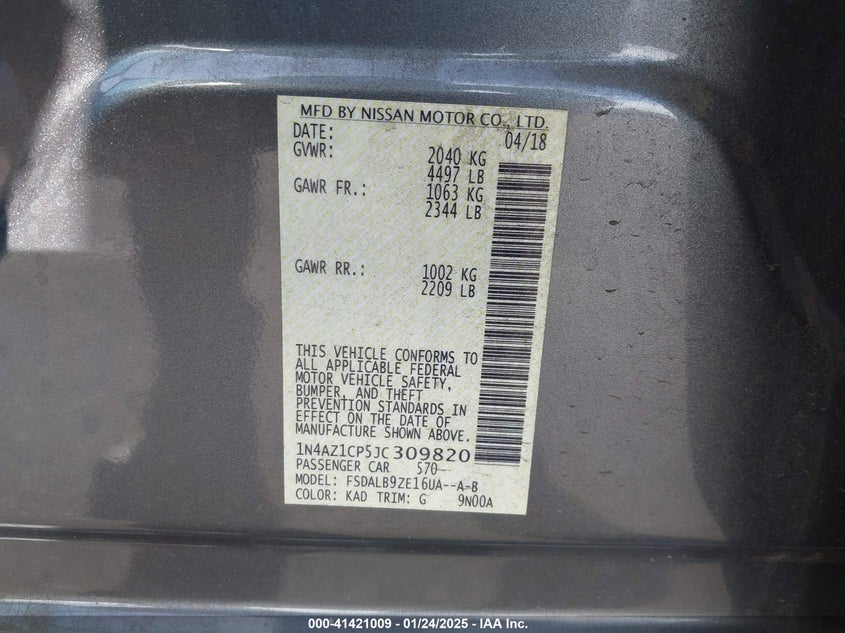 MFD BY NISSAN MOTOR CO., LTD.
DATE: 04/18
GVWR: 2040 KG
4497 LB
GAWR FR.: 1063 KG
2344 LB
GAWR RR.: 1002 KG
2209 LB
THIS VEHICLE CONFORMS TO
ALL APPLICABLE FEDERAL
MOTOR VEHICLE SAFETY,
BUMPER, AND THEFT
PREVENTION STANDARDS IN
EFFECT ON THE DATE OF
MANUFACTURE SHOWN ABOVE.
1N4AZ1CP5JC309820
PASSENGER CAR 570--
MODEL: FSDALB9ZE16UA--A-B
COLOR: KAD TRIM: G 9N00A
000-41421009 - 01/24/2025 - IAA Inc.